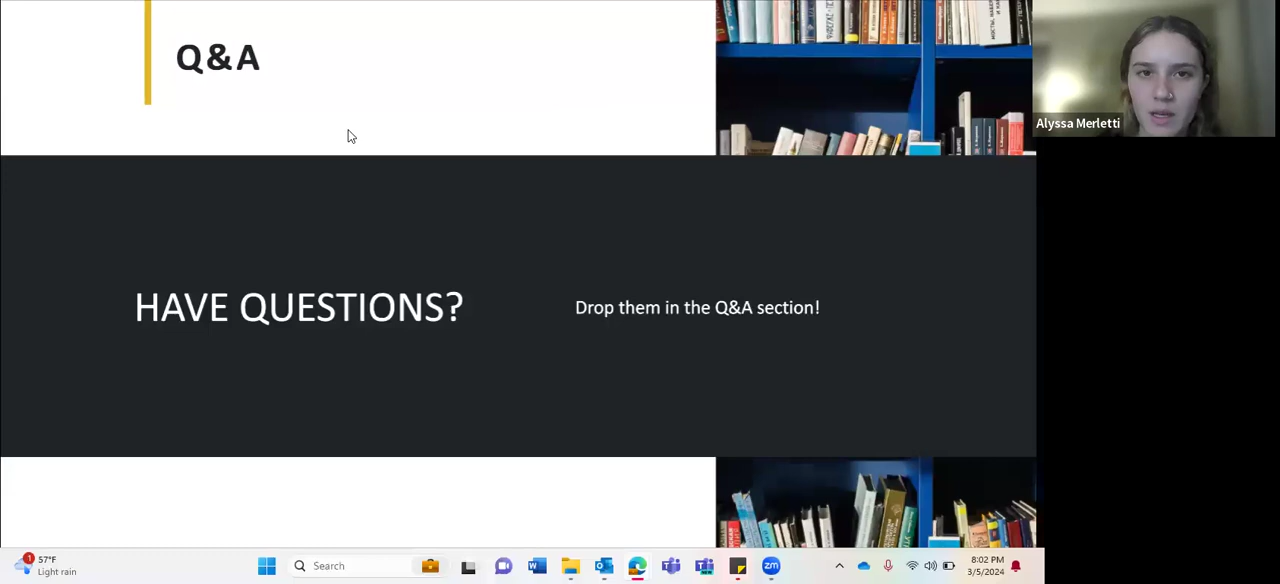 Q&A
Alyssa Merletti
HAVE QUESTIONS?
Drop them in the Q&A section!
1
57°F
Light rain
Search
8:02 PM
3/5/2024